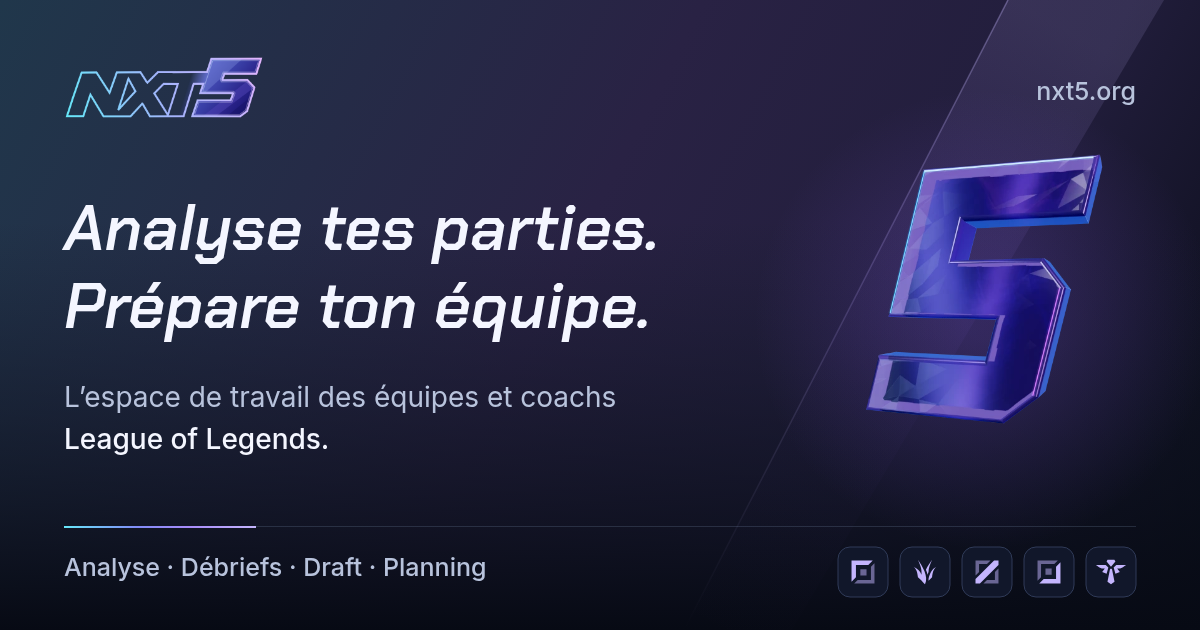 NXT5
nxt5.org
Analyse tes parties.
Prépare ton équipe.
L’espace de travail des équipes et coachs
League of Legends.
Analyse · Débriefs · Draft · Planning
5